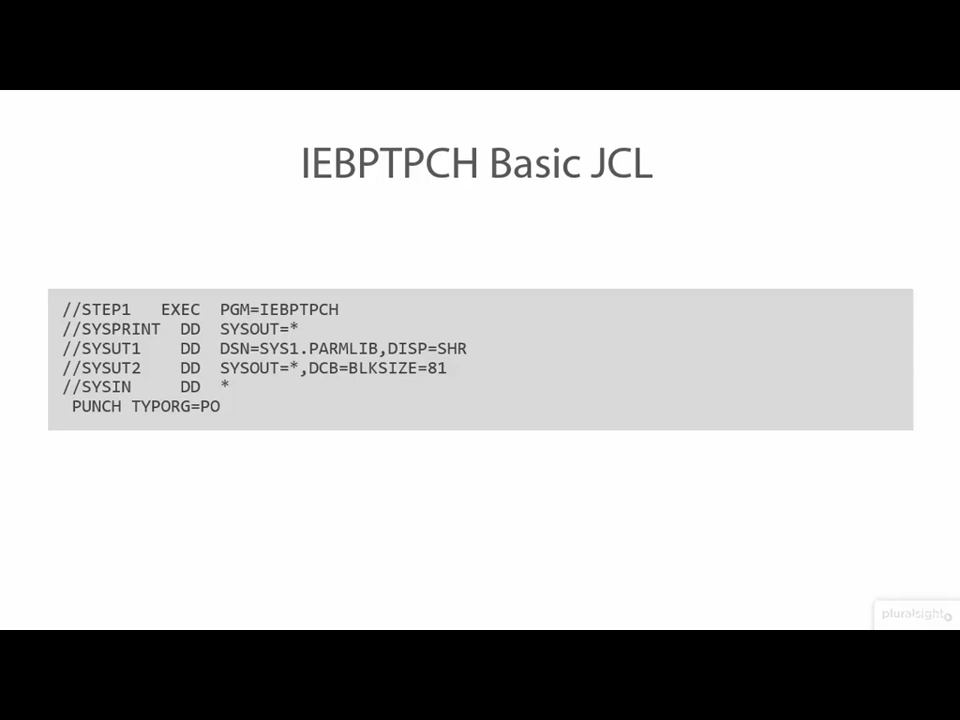 IEBPTPCH Basic JCL
//STEP1   EXEC  PGM=IEBPTPCH
//SYSPRINT  DD  SYSOUT=*
//SYSUT1    DD  DSN=SYS1.PARMLIB,DISP=SHR
//SYSUT2    DD  SYSOUT=*,DCB=BLKSIZE=81
//SYSIN     DD  *
 PUNCH TYPORG=PO
pluralsight